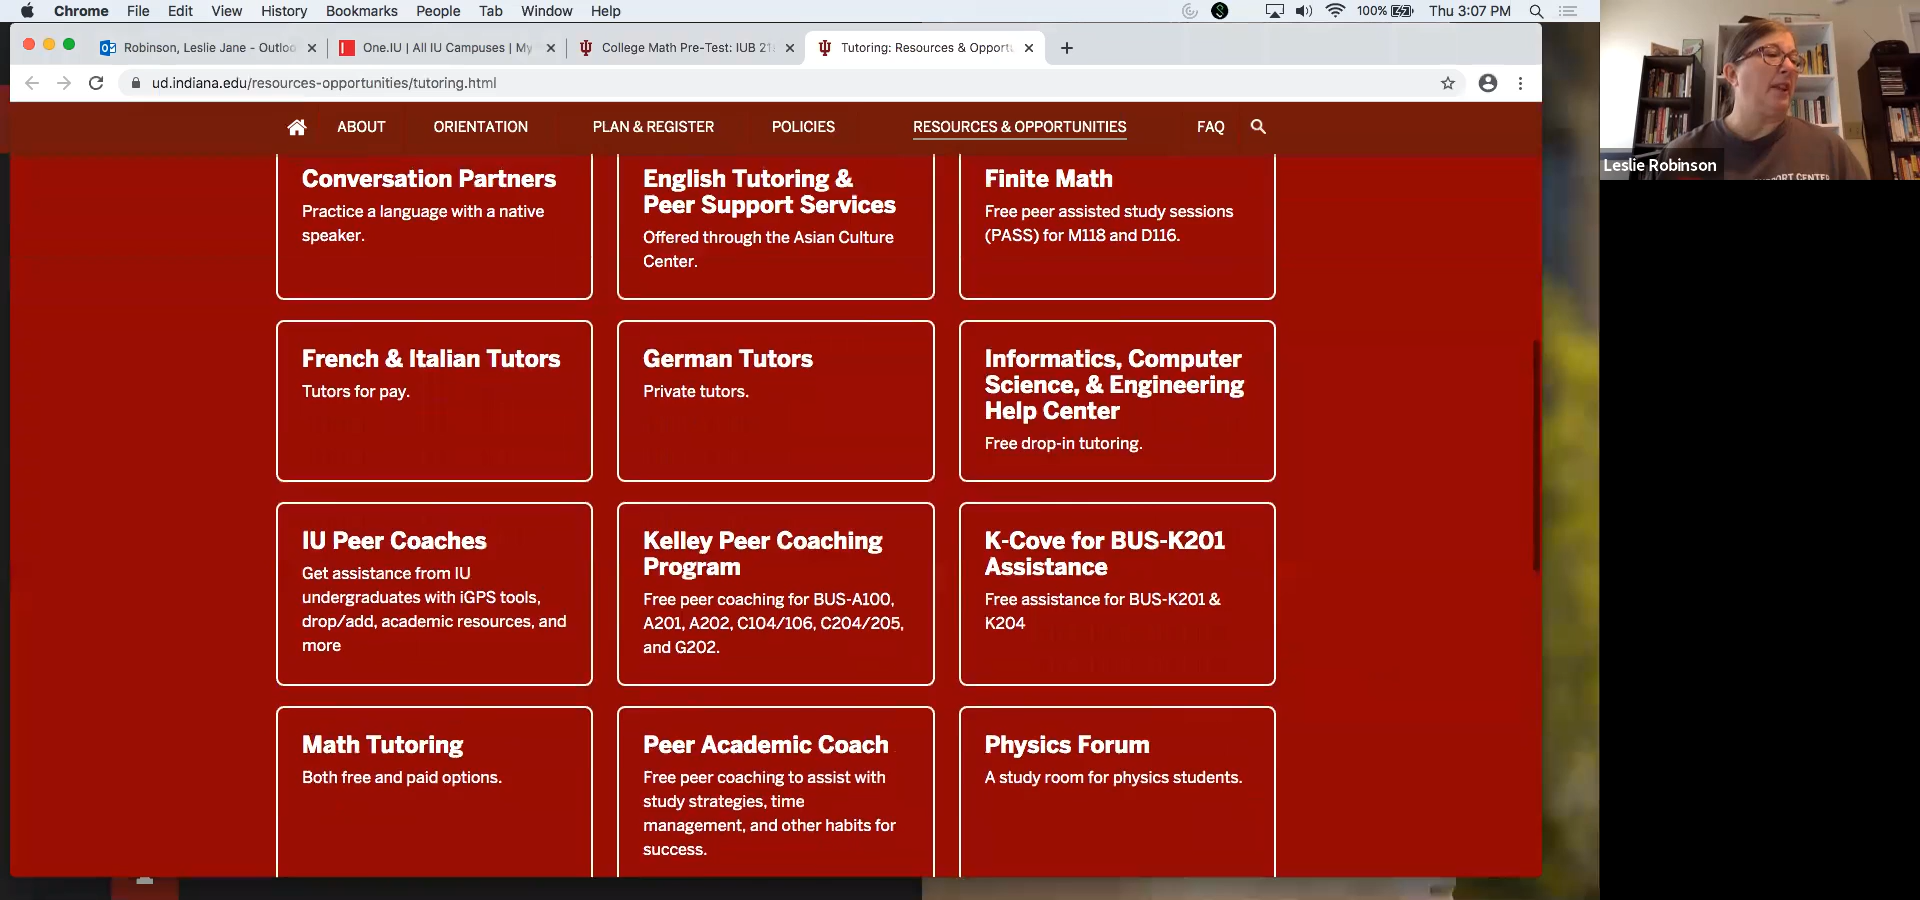 Chrome File Edit View History Bookmarks People Tab Window Help
100% Thu 3:07 PM
Robinson, Leslie Jane - Outlo
One.IU | All IU Campuses | My
College Math Pre-Test: IUB 21
Tutoring: Resources & Opport
ud.indiana.edu/resources-opportunities/tutoring.html
ABOUT ORIENTATION PLAN & REGISTER POLICIES RESOURCES & OPPORTUNITIES FAQ
Conversation Partners
Practice a language with a native
speaker.
English Tutoring &
Peer Support Services
Offered through the Asian Culture
Center.
Finite Math
Free peer assisted study sessions
(PASS) for M118 and D116.
French & Italian Tutors
Tutors for pay.
German Tutors
Private tutors.
Informatics, Computer
Science, & Engineering
Help Center
Free drop-in tutoring.
IU Peer Coaches
Get assistance from IU
undergraduates with iGPS tools,
drop/add, academic resources, and
more
Kelley Peer Coaching
Program
Free peer coaching for BUS-A100,
A201, A202, C104/106, C204/205,
and G202.
K-Cove for BUS-K201
Assistance
Free assistance for BUS-K201 &
K204
Math Tutoring
Both free and paid options.
Peer Academic Coach
Free peer coaching to assist with
study strategies, time
management, and other habits for
success.
Physics Forum
A study room for physics students.
Leslie Robinson
CENTER